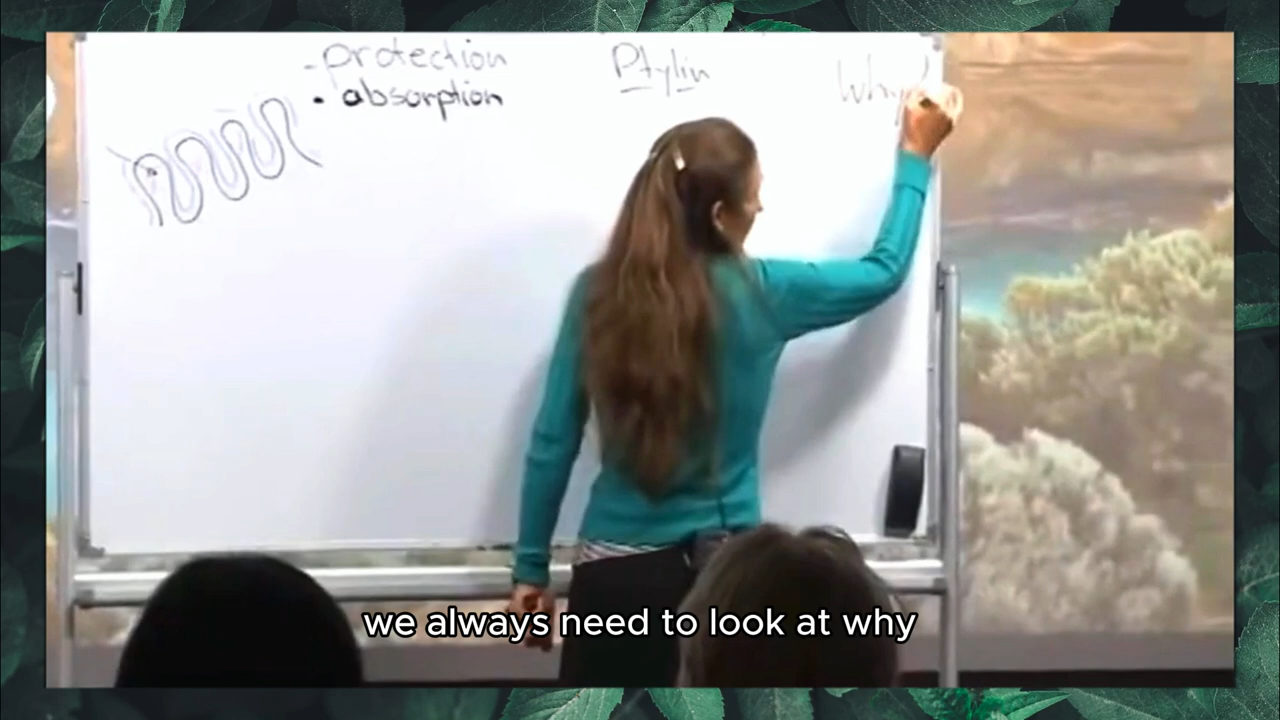 - protection
• absorption
Ptylin
Why?
we always need to look at why